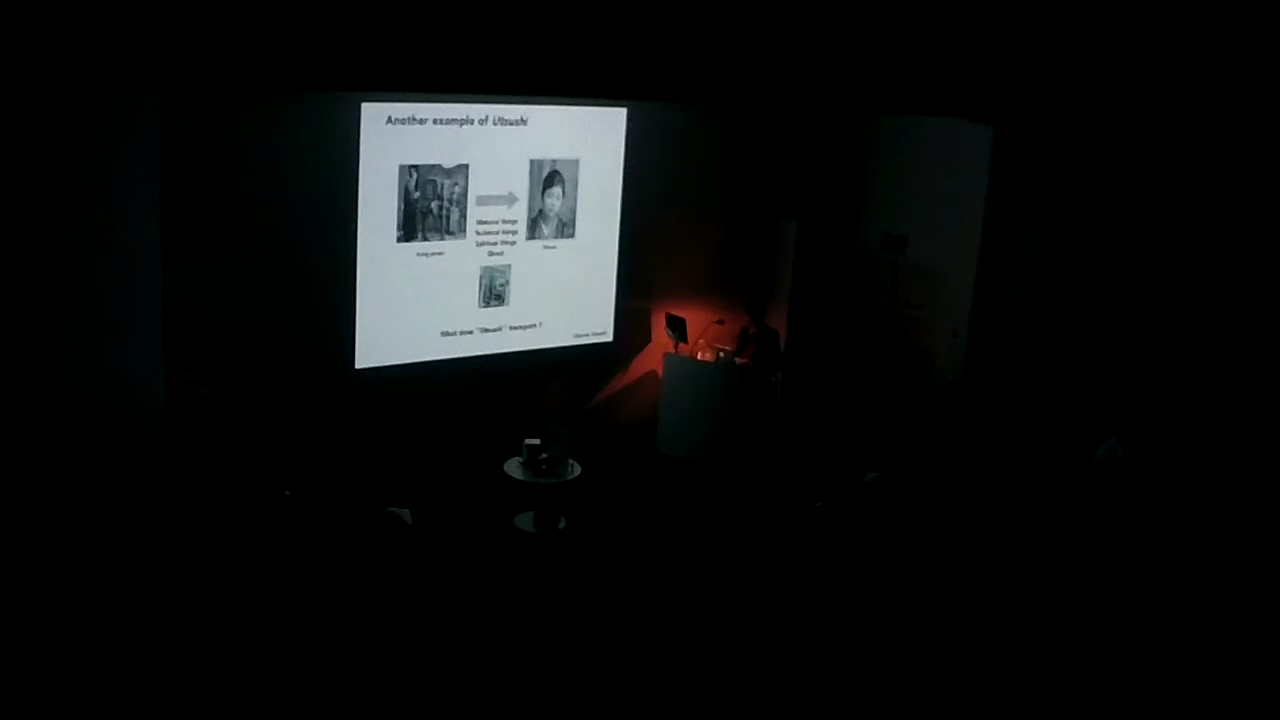 Another example of Utsushi
Material things
Technical things
Spiritual things
Ghost
What does "Utsushi" transport ?